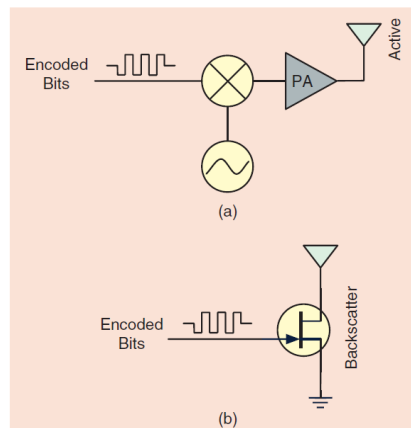 Encoded
Bits
PA
Active
(a)
Encoded
Bits
Backscatter
(b)